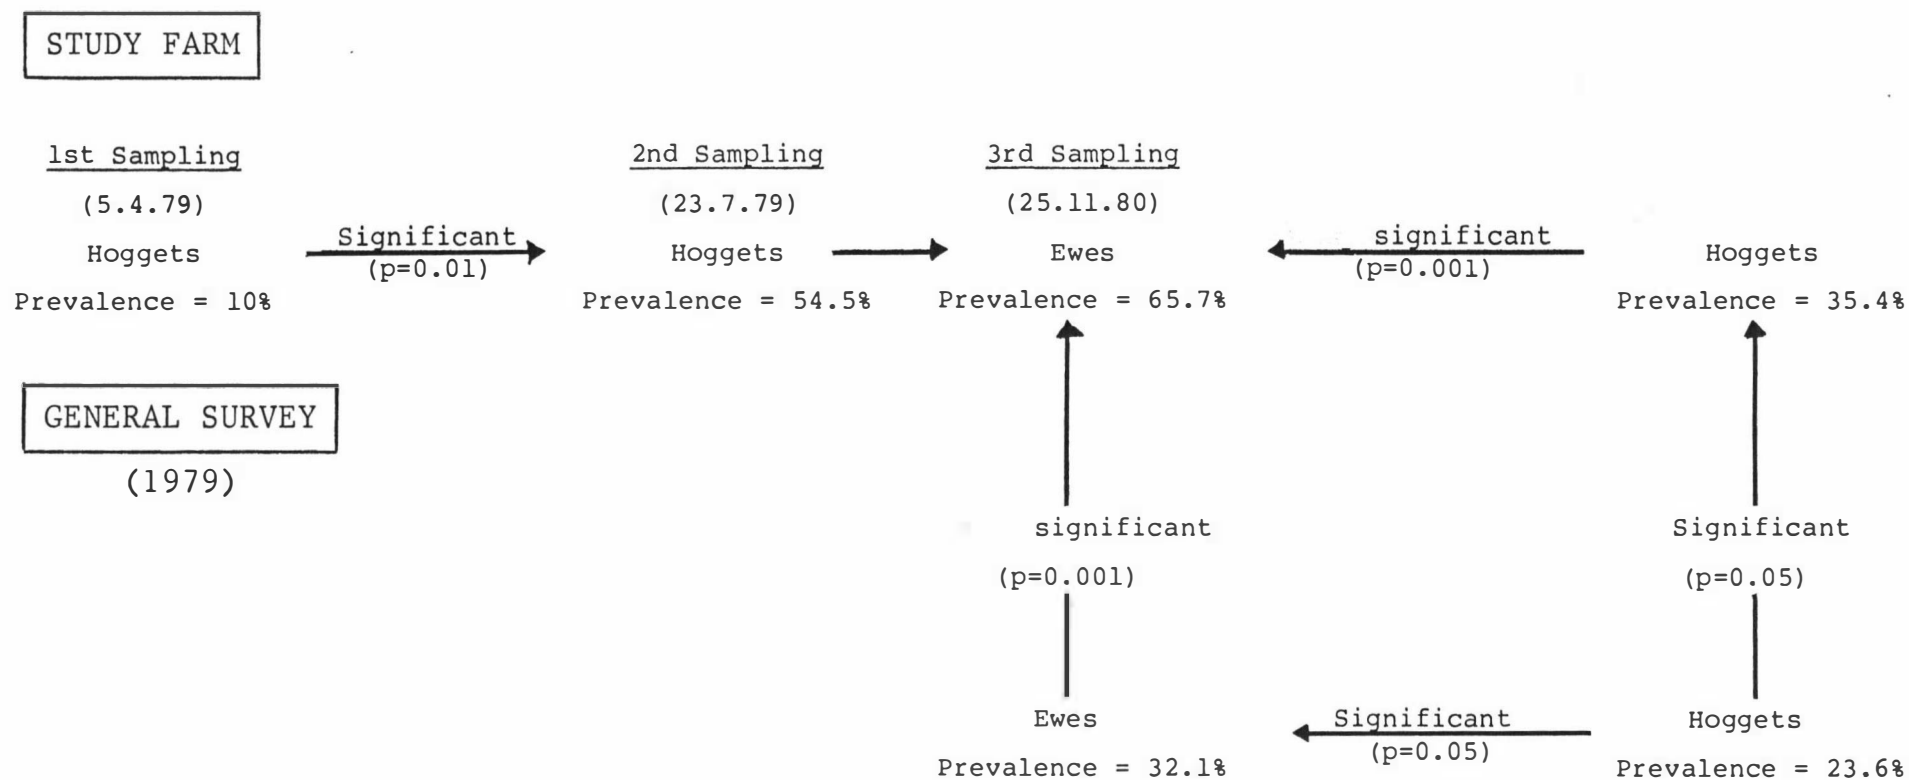 STUDY FARM
1st Sampling 2nd Sampling 3rd Sampling
(5.4.79) (23.7.79) (25.11.80)
Significant significant
Hoggets Hoggets Ewes Hoggets
(p=0.01) (p=0.001)
Prevalence = 10% Prevalence = 54.5% Prevalence = 65.7% Prevalence = 35.4%
GENERAL SURVEY
(1979)
significant Significant
(p=0.001) (p=0.05)
Ewes Significant Hoggets
(p=0.05)
Prevalence = 32.1% Prevalence = 23.6%